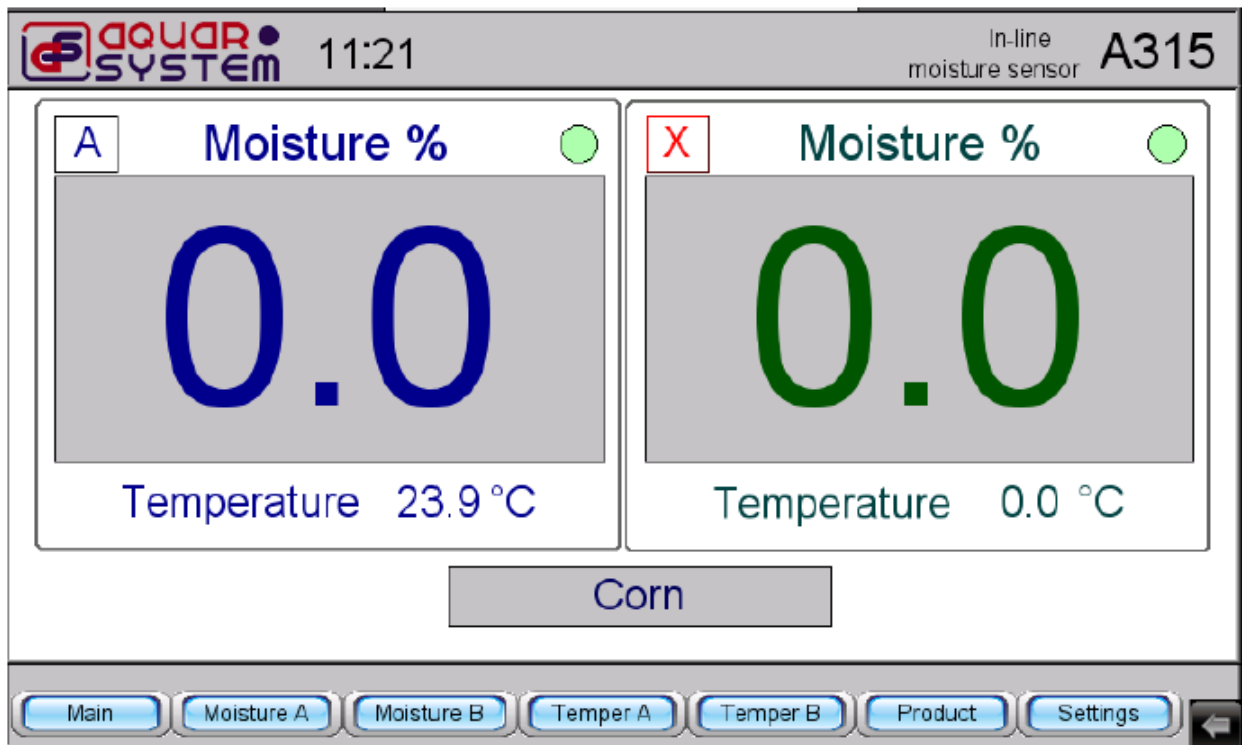 aquar
system
11:21
In-line
moisture sensor
A315
A
Moisture %
0.0
Temperature 23.9 °C
X
Moisture %
0.0
Temperature 0.0 °C
Corn
Main
Moisture A
Moisture B
Temper A
Temper B
Product
Settings